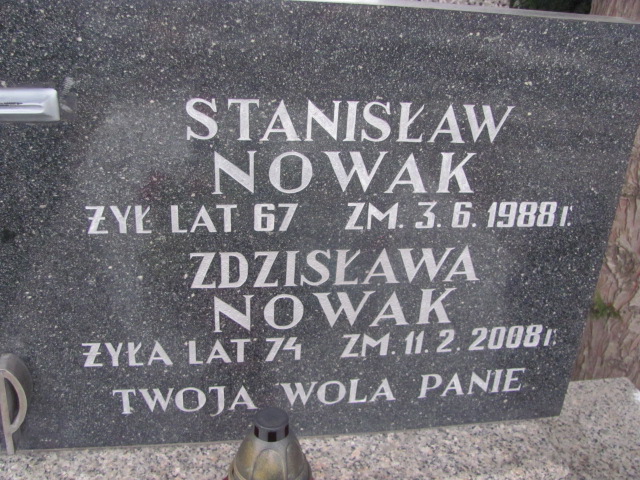 STANISŁAW
NOWAK
ŻYŁ LAT 67 ZM. 3. 6. 1988 r.
ZDZISŁAWA
NOWAK
ŻYŁA LAT 74 ZM. 11. 2. 2008 r.
TWOJA WOLA PANIE